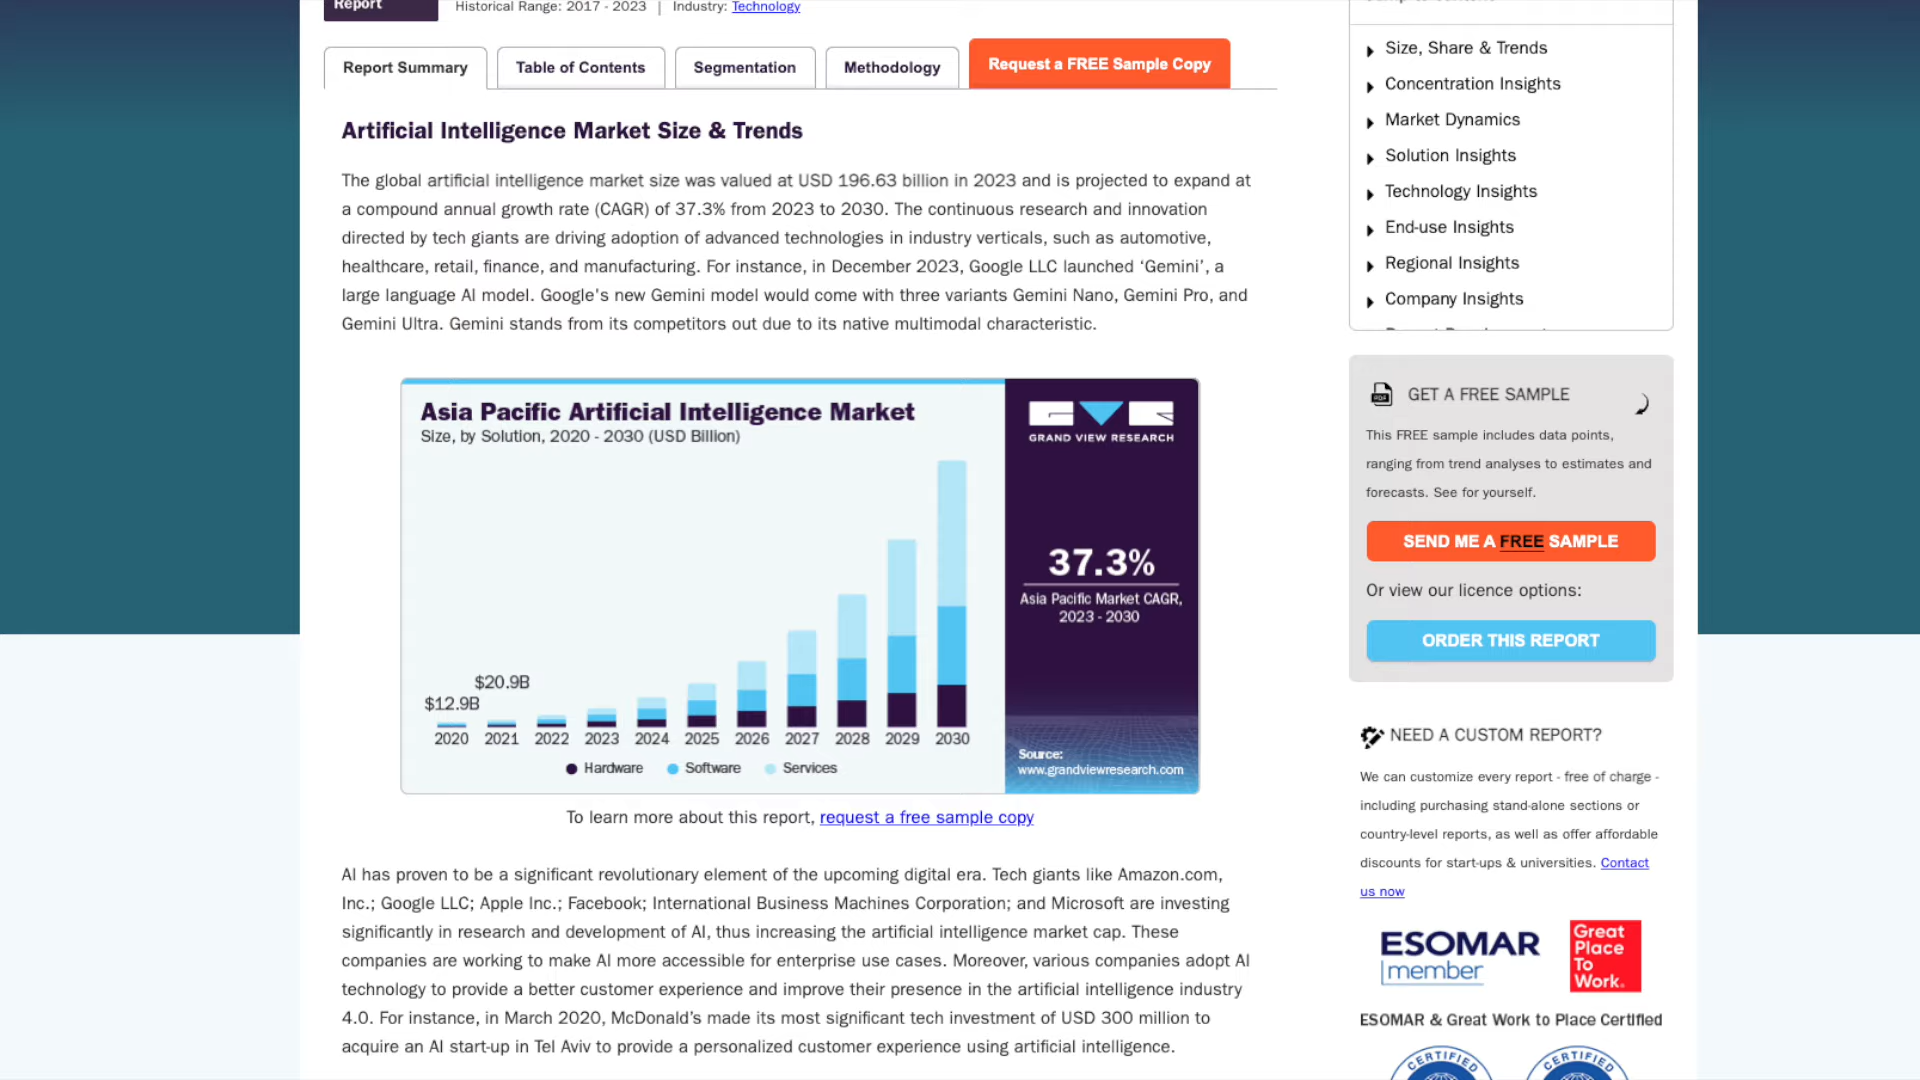 Report
Historical Range: 2017 - 2023 | Industry: Technology
Report Summary
Table of Contents
Segmentation
Methodology
Request a FREE Sample Copy
Artificial Intelligence Market Size & Trends
The global artificial intelligence market size was valued at USD 196.63 billion in 2023 and is projected to expand at
a compound annual growth rate (CAGR) of 37.3% from 2023 to 2030. The continuous research and innovation
directed by tech giants are driving adoption of advanced technologies in industry verticals, such as automotive,
healthcare, retail, finance, and manufacturing. For instance, in December 2023, Google LLC launched ‘Gemini’, a
large language AI model. Google's new Gemini model would come with three variants Gemini Nano, Gemini Pro, and
Gemini Ultra. Gemini stands from its competitors out due to its native multimodal characteristic.
Asia Pacific Artificial Intelligence Market
Size, by Solution, 2020 - 2030 (USD Billion)
$12.9B
$20.9B
2020 2021 2022 2023 2024 2025 2026 2027 2028 2029 2030
Hardware Software Services
GRAND VIEW RESEARCH
37.3%
Asia Pacific Market CAGR,
2023 - 2030
Source:
www.grandviewresearch.com
To learn more about this report, request a free sample copy
AI has proven to be a significant revolutionary element of the upcoming digital era. Tech giants like Amazon.com,
Inc.; Google LLC; Apple Inc.; Facebook; International Business Machines Corporation; and Microsoft are investing
significantly in research and development of AI, thus increasing the artificial intelligence market cap. These
companies are working to make AI more accessible for enterprise use cases. Moreover, various companies adopt AI
technology to provide a better customer experience and improve their presence in the artificial intelligence industry
4.0. For instance, in March 2020, McDonald’s made its most significant tech investment of USD 300 million to
acquire an AI start-up in Tel Aviv to provide a personalized customer experience using artificial intelligence.
Size, Share & Trends
Concentration Insights
Market Dynamics
Solution Insights
Technology Insights
End-use Insights
Regional Insights
Company Insights
PDF
GET A FREE SAMPLE
This FREE sample includes data points,
ranging from trend analyses to estimates and
forecasts. See for yourself.
SEND ME A FREE SAMPLE
Or view our licence options:
ORDER THIS REPORT
NEED A CUSTOM REPORT?
We can customize every report - free of charge -
including purchasing stand-alone sections or
country-level reports, as well as offer affordable
discounts for start-ups & universities. Contact
us now
ESOMAR
member
Great
Place
To
Work.
ESOMAR & Great Work to Place Certified
CERTIFIED
CERTIFIED